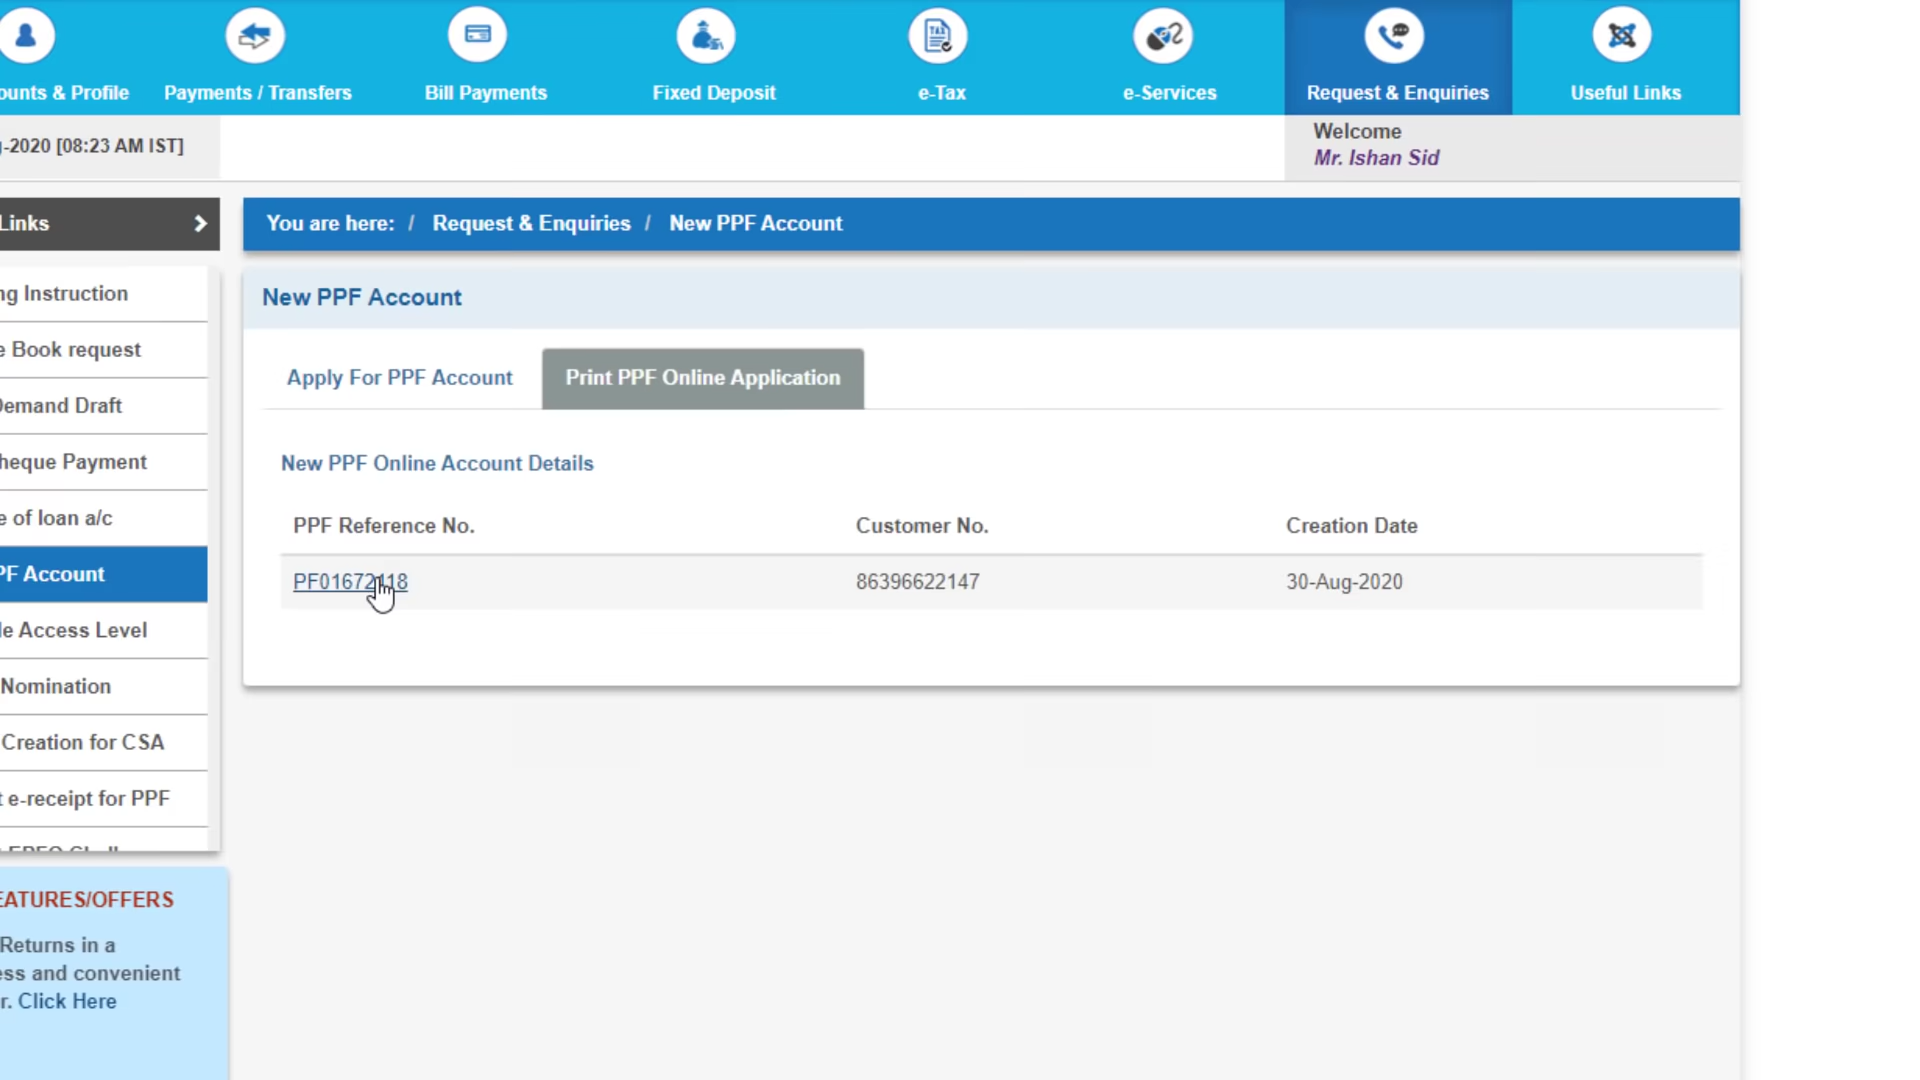 ounts & Profile
Payments / Transfers
Bill Payments
Fixed Deposit
e-Tax
e-Services
Request & Enquiries
Useful Links
-2020 [08:23 AM IST]
Welcome
Mr. Ishan Sid
Links
You are here: / Request & Enquiries / New PPF Account
ng Instruction
e Book request
Demand Draft
heque Payment
e of loan a/c
PF Account
le Access Level
Nomination
Creation for CSA
t e-receipt for PPF
New PPF Account
Apply For PPF Account
Print PPF Online Application
New PPF Online Account Details
PPF Reference No. Customer No. Creation Date
PF01672118 86396622147 30-Aug-2020
EATURES/OFFERS
Returns in a
ess and convenient
r. Click Here